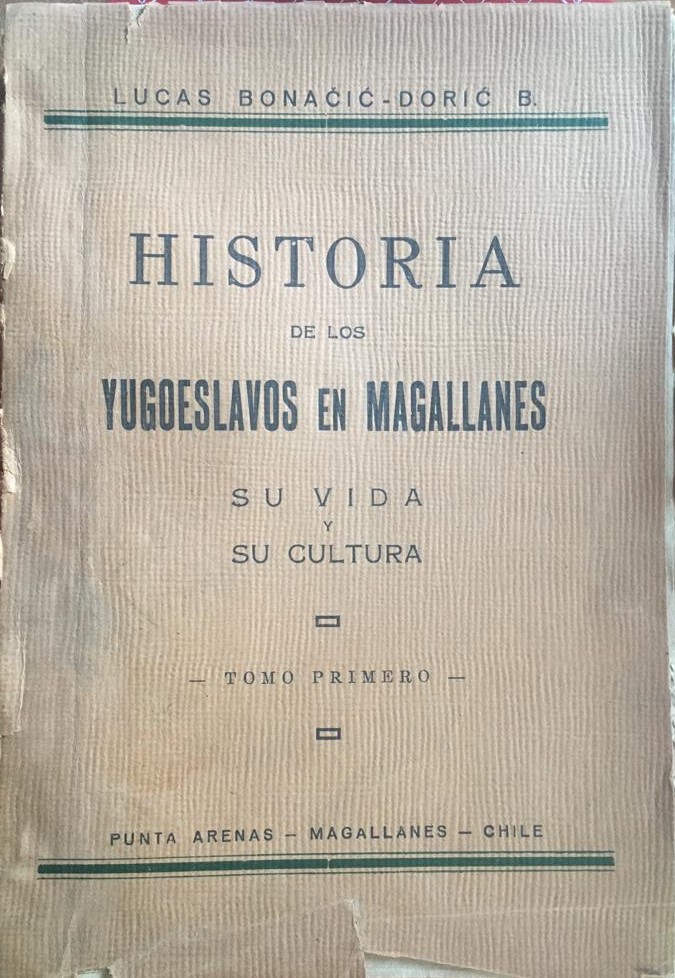 LUCAS BONAČIĆ-DORIĆ B.
HISTORIA
DE LOS
YUGOESLAVOS EN MAGALLANES
SU VIDA
Y
SU CULTURA
— TOMO PRIMERO —
PUNTA ARENAS — MAGALLANES — CHILE